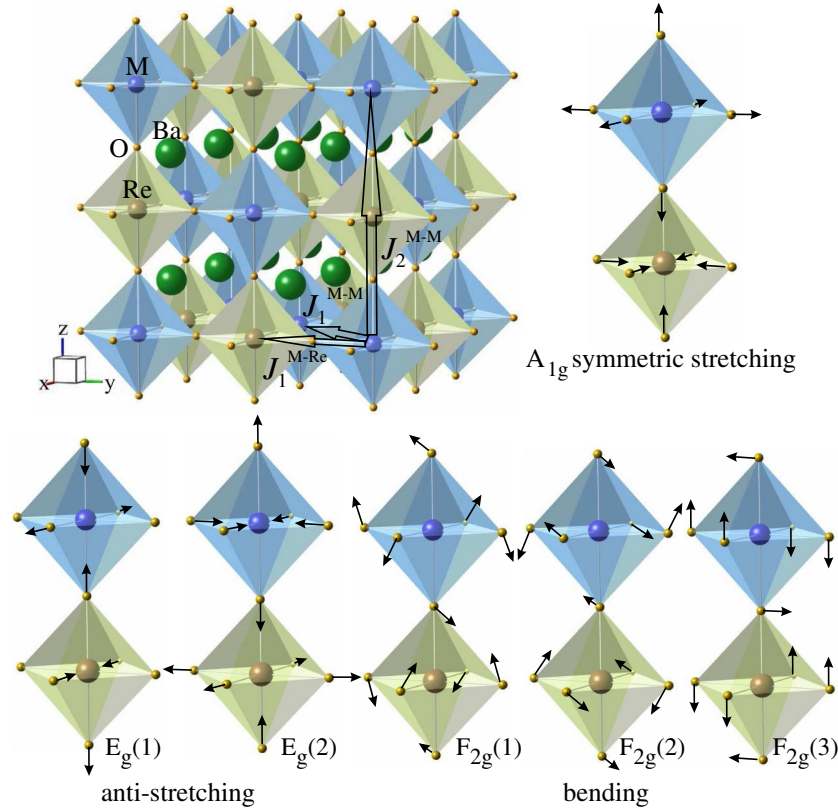 M
Ba
O
Re
J₂ᴹ⁻ᴹ
J₁ᴹ⁻ᴹ
J₁ᴹ⁻ᴿᵉ
z
x
y
A₁g symmetric stretching
Eg(1)
Eg(2)
F₂g(1)
F₂g(2)
F₂g(3)
anti-stretching
bending